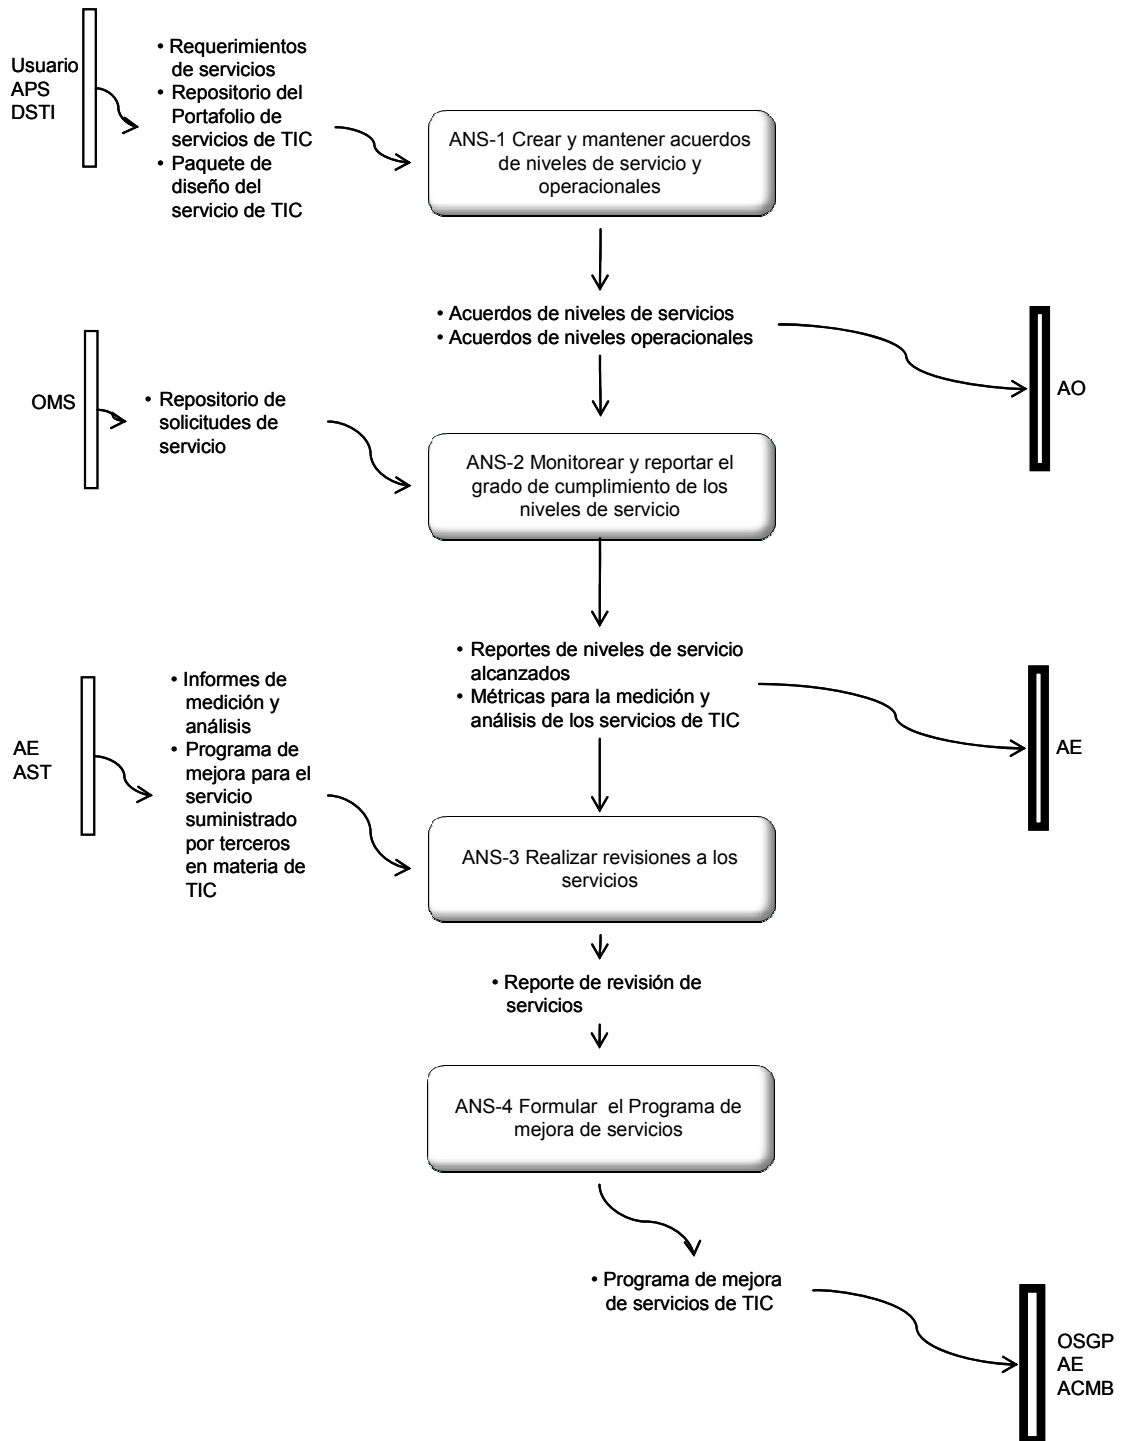 Usuario
APS
DSTI
• Requerimientos
de servicios
• Repositorio del
Portafolio de
servicios de TIC
• Paquete de
diseño del
servicio de TIC
ANS-1 Crear y mantener acuerdos
de niveles de servicio y
operacionales
• Acuerdos de niveles de servicios
• Acuerdos de niveles operacionales
AO
OMS
• Repositorio de
solicitudes de
servicio
ANS-2 Monitorear y reportar el
grado de cumplimiento de los
niveles de servicio
• Reportes de niveles de servicio
alcanzados
• Métricas para la medición y
análisis de los servicios de TIC
AE
AE
AST
• Informes de
medición y
análisis
• Programa de
mejora para el
servicio
suministrado
por terceros
en materia de
TIC
ANS-3 Realizar revisiones a los
servicios
• Reporte de revisión de
servicios
ANS-4 Formular  el Programa de
mejora de servicios
• Programa de mejora
de servicios de TIC
OSGP
AE
ACMB